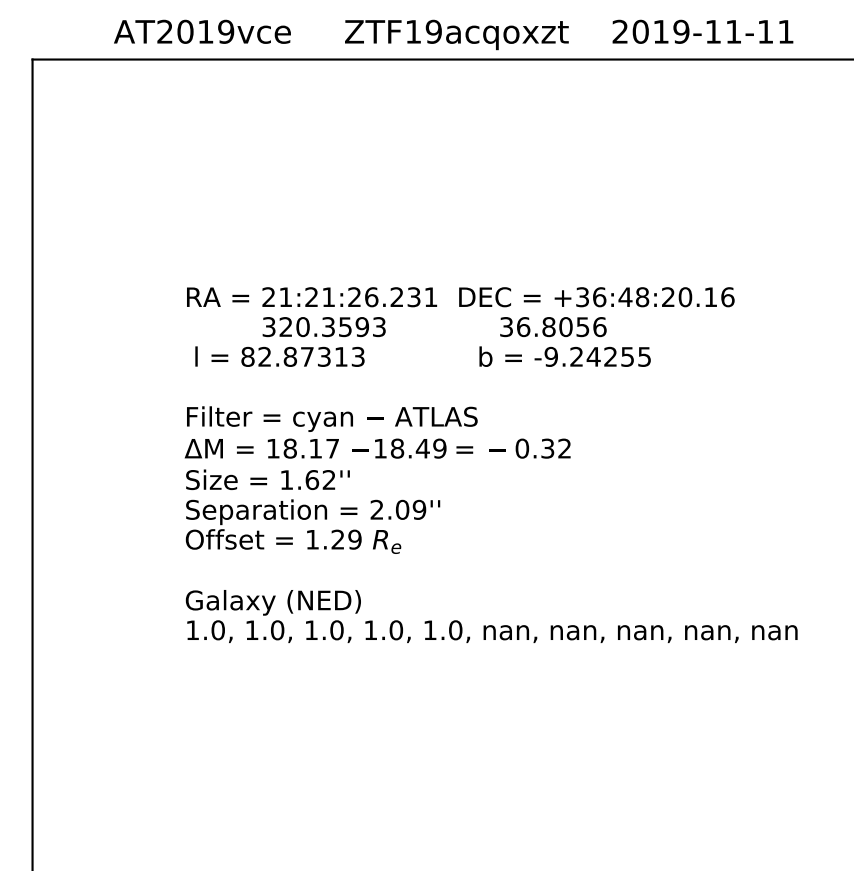 AT2019vce ZTF19acqoxzt 2019-11-11
RA = 21:21:26.231 DEC = +36:48:20.16
320.3593 36.8056
l = 82.87313 b = -9.24255
Filter = cyan − ATLAS
ΔM = 18.17 −18.49 = − 0.32
Size = 1.62''
Separation = 2.09''
Offset = 1.29 Rₑ
Galaxy (NED)
1.0, 1.0, 1.0, 1.0, 1.0, nan, nan, nan, nan, nan